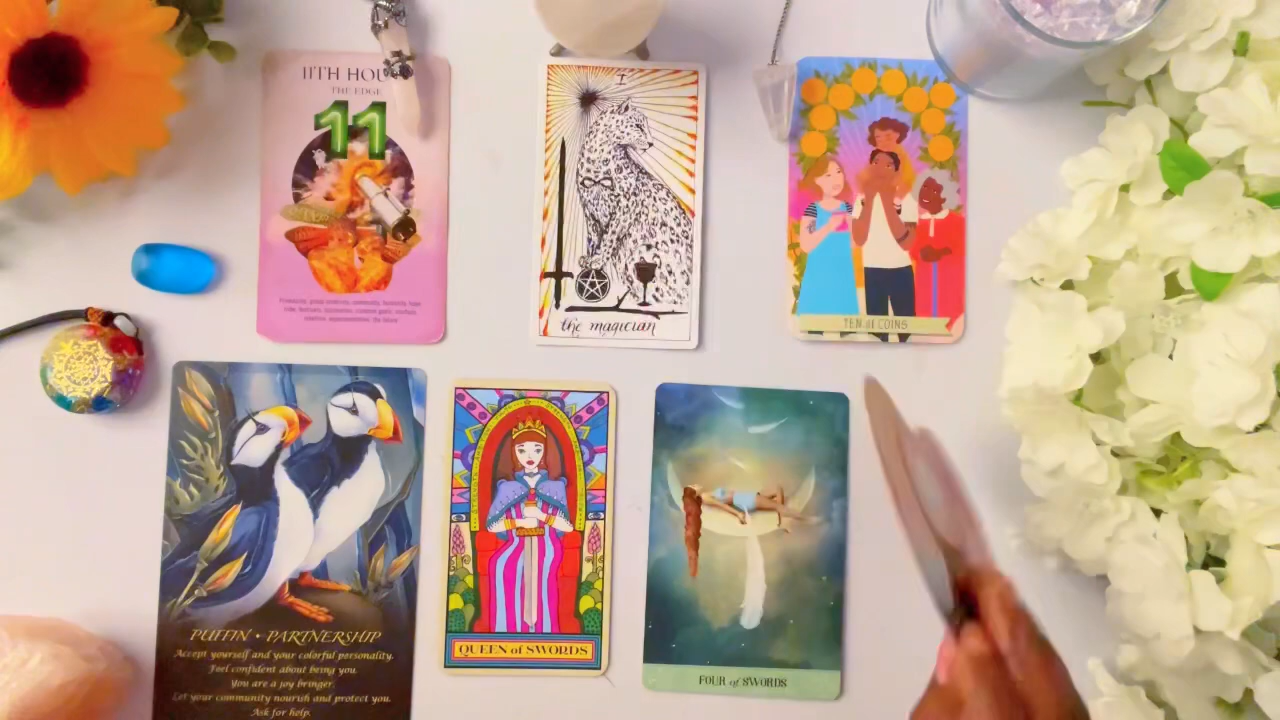 11TH HOU
THE EDGE
11
I
the magician
TEN OF COINS
PUFFIN • PARTNERSHIP
Accept yourself and your colorful personality.
Feel confident about being you.
You are a joy bringer.
Let your community nourish and protect you.
Ask for help.
QUEEN of SWORDS
FOUR of SWORDS